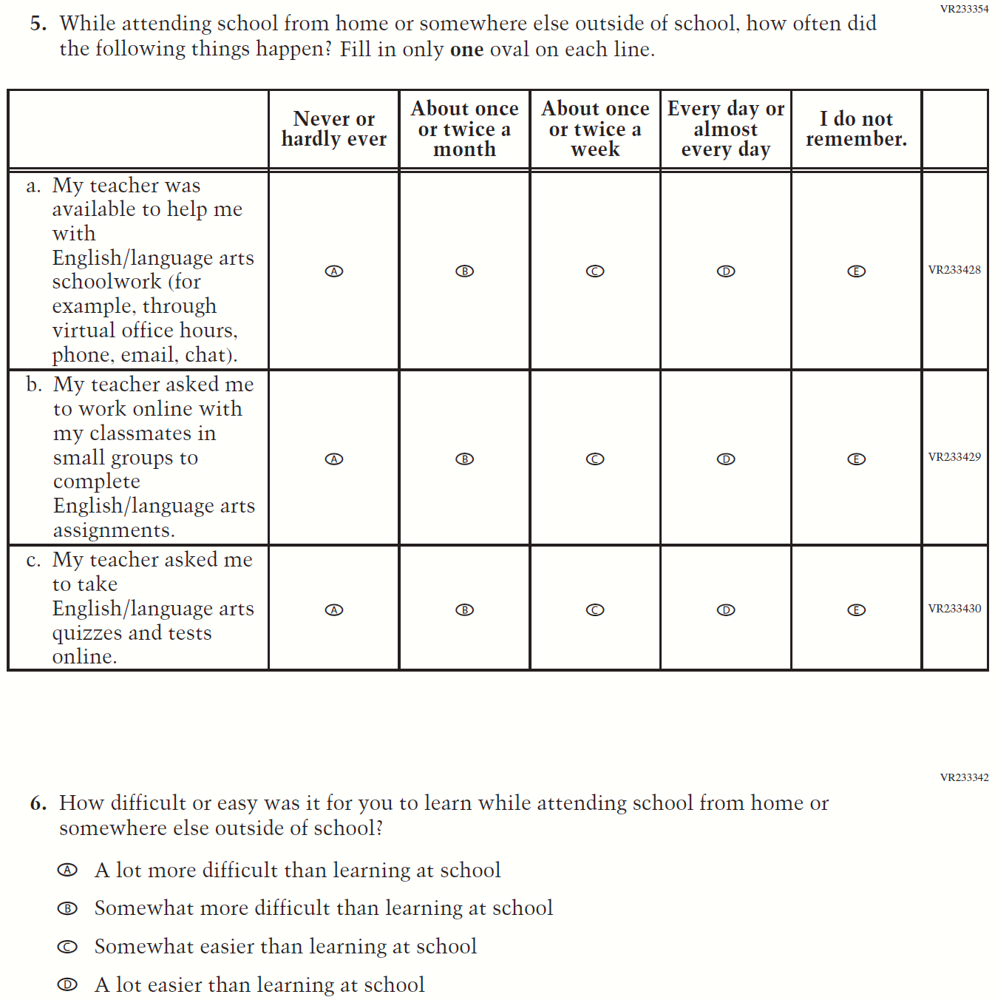 VR233354
5. While attending school from home or somewhere else outside of school, how often did
the following things happen? Fill in only one oval on each line.
Never or
hardly ever
About once
or twice a
month
About once
or twice a
week
Every day or
almost
every day
I do not
remember.
a. My teacher was
available to help me
with
English/language arts
schoolwork (for
example, through
virtual office hours,
phone, email, chat).
A B C D E VR233428
b. My teacher asked me
to work online with
my classmates in
small groups to
complete
English/language arts
assignments.
A B C D E VR233429
c. My teacher asked me
to take
English/language arts
quizzes and tests
online.
A B C D E VR233430
VR233342
6. How difficult or easy was it for you to learn while attending school from home or
somewhere else outside of school?
A A lot more difficult than learning at school
B Somewhat more difficult than learning at school
C Somewhat easier than learning at school
D A lot easier than learning at school